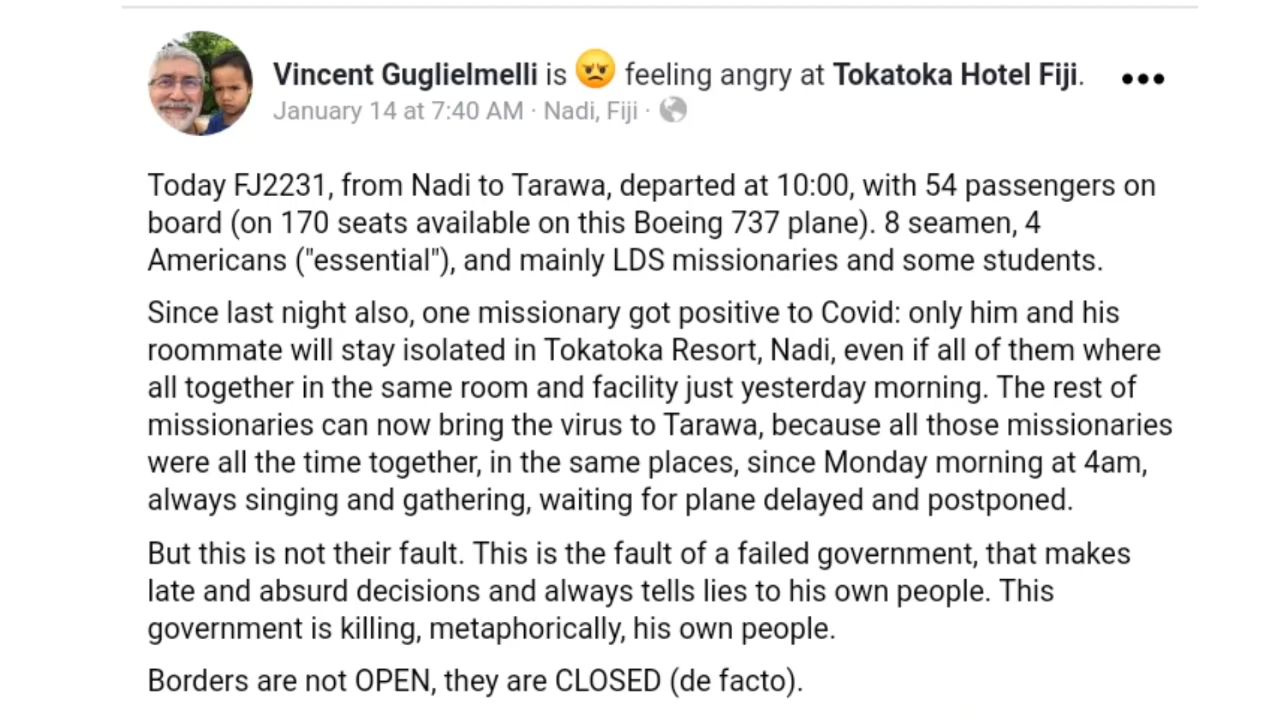 Vincent Guglielmelli is 😡 feeling angry at Tokatoka Hotel Fiji.
January 14 at 7:40 AM · Nadi, Fiji ·
Today FJ2231, from Nadi to Tarawa, departed at 10:00, with 54 passengers on
board (on 170 seats available on this Boeing 737 plane). 8 seamen, 4
Americans ("essential"), and mainly LDS missionaries and some students.
Since last night also, one missionary got positive to Covid: only him and his
roommate will stay isolated in Tokatoka Resort, Nadi, even if all of them where
all together in the same room and facility just yesterday morning. The rest of
missionaries can now bring the virus to Tarawa, because all those missionaries
were all the time together, in the same places, since Monday morning at 4am,
always singing and gathering, waiting for plane delayed and postponed.
But this is not their fault. This is the fault of a failed government, that makes
late and absurd decisions and always tells lies to his own people. This
government is killing, metaphorically, his own people.
Borders are not OPEN, they are CLOSED (de facto).